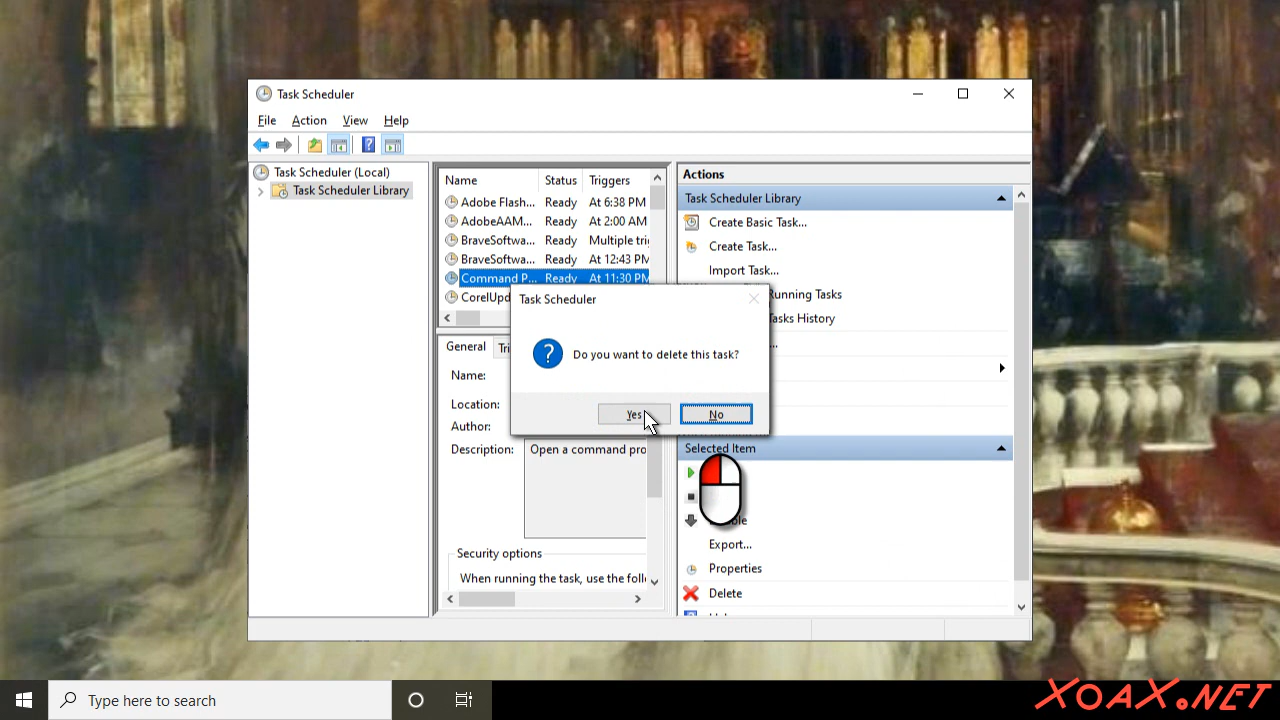 Task Scheduler
File Action View Help
Task Scheduler (Local)
Task Scheduler Library
Name Status Triggers
Adobe Flash... Ready At 6:38 PM
AdobeAAM... Ready At 2:00 AM
BraveSoftwa... Ready Multiple tri
BraveSoftwa... Ready At 12:43 PM
Command P... Ready At 11:30 PM
CorelUpd
General Tri
Name:
Location:
Author:
Description: Open a command pro
Security options
When running the task, use the foll
Task Scheduler
Do you want to delete this task?
Yes No
Actions
Task Scheduler Library
Create Basic Task...
Create Task...
Import Task...
Running Tasks
Tasks History
...
Selected Item
Export...
Properties
Delete
Type here to search
XOAX.NET